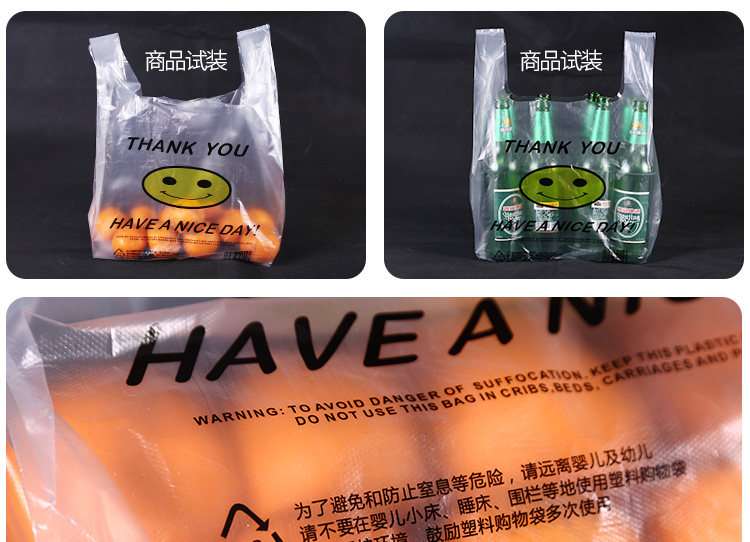 商品试装
THANK YOU
HAVE A NICE DAY!
商品试装
THANK YOU
HAVE A NICE DAY!
HAVE A NIC
WARNING: TO AVOID DANGER OF SUFFOCATION, KEEP THIS PLASTIC
DO NOT USE THIS BAG IN CRIBS, BEDS, CARRIAGES AND P
为了避免和防止窒息等危险，请远离婴儿及幼儿
请不要在婴儿小床、睡床、围栏等地使用塑料购物袋
环境，鼓励塑料购物袋多次使用